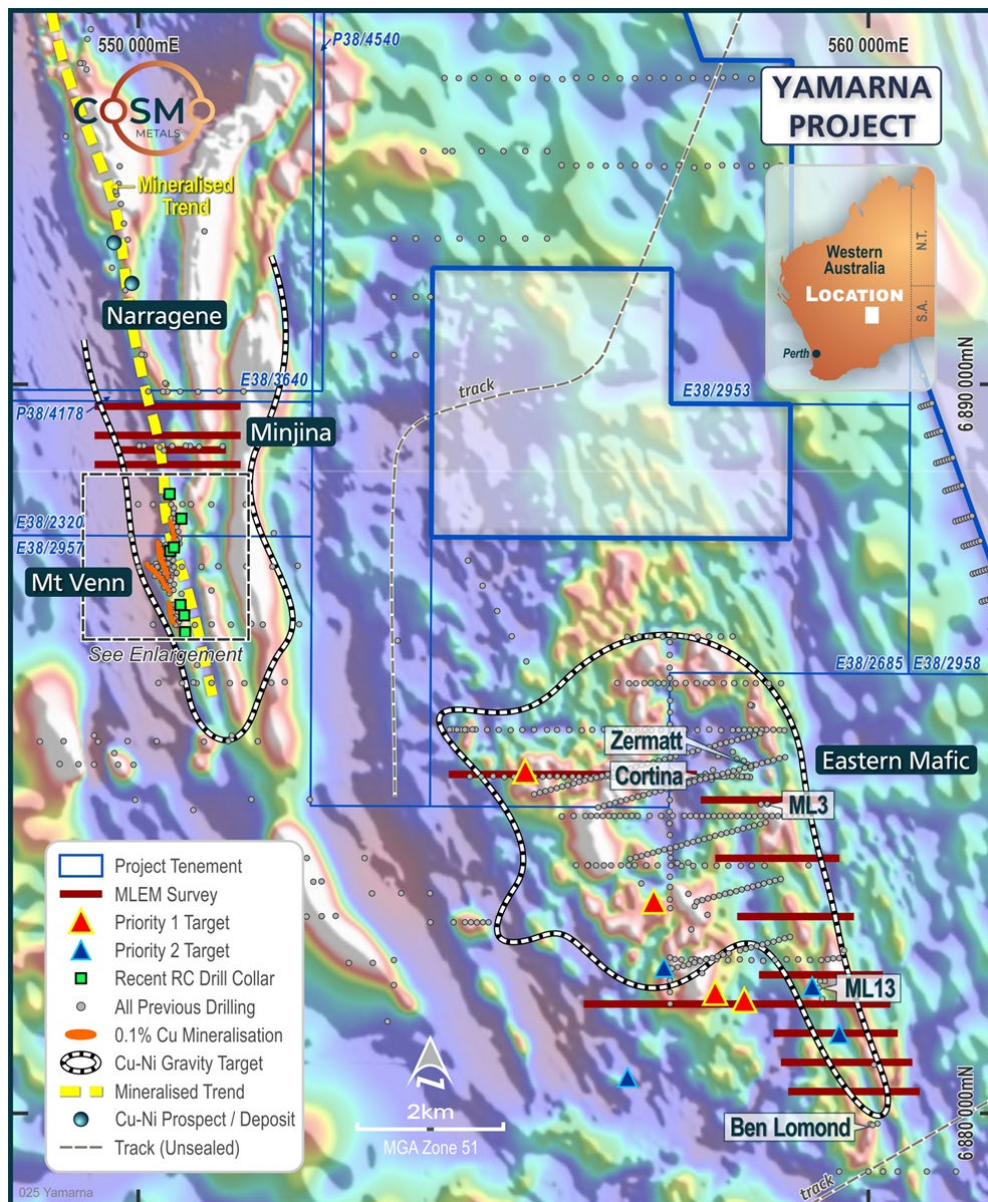 550 000mE
P38/4540
560 000mE
COSMO
METALS
YAMARNA
PROJECT
Mineralised
Trend
Western
Australia
N.T.
LOCATION
S.A.
Perth
Narragene
track
E38/3640
E38/2953
P38/4178
6 890 000mN
Minjina
E38/2320
E38/2957
Mt Venn
See Enlargement
E38/2685
E38/2958
Zermatt
Eastern Mafic
Cortina
ML3
Project Tenement
MLEM Survey
Priority 1 Target
Priority 2 Target
Recent RC Drill Collar
All Previous Drilling
0.1% Cu Mineralisation
Cu-Ni Gravity Target
Mineralised Trend
Cu-Ni Prospect / Deposit
Track (Unsealed)
ML13
N
2km
MGA Zone 51
Ben Lomond
6 880 000mN
track
025 Yamarna